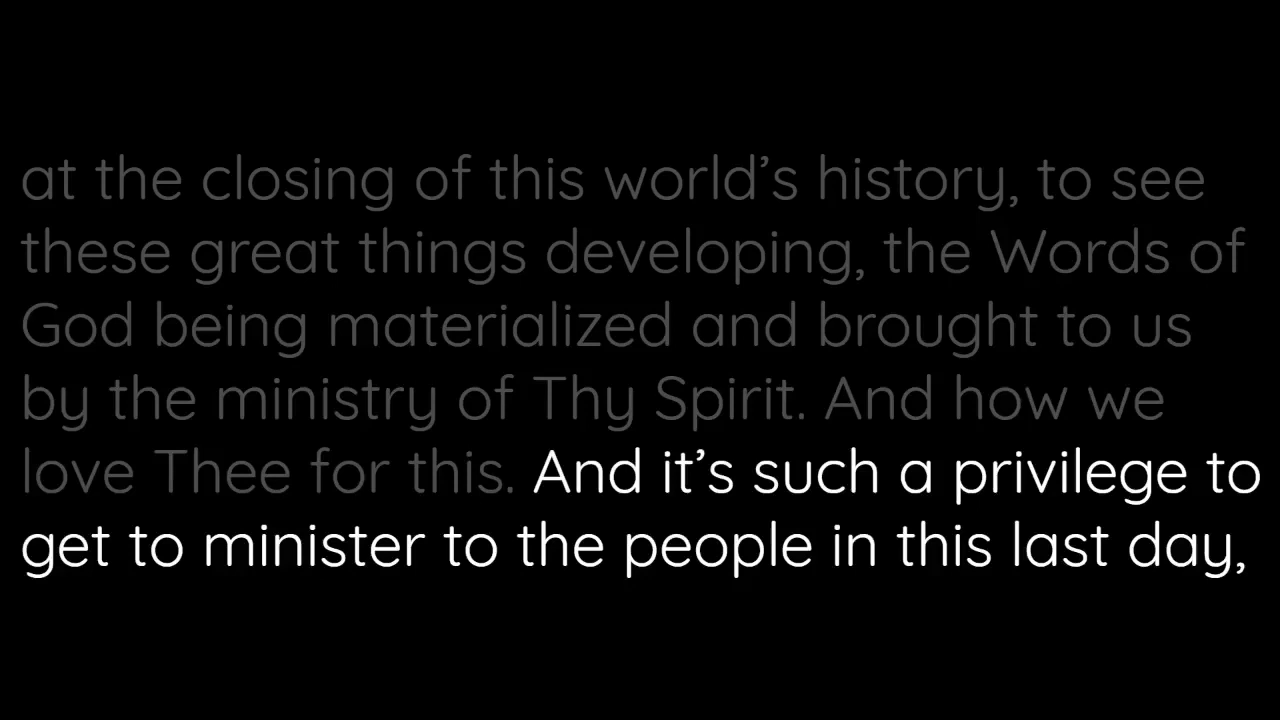 at the closing of this world’s history, to see
these great things developing, the Words of
God being materialized and brought to us
by the ministry of Thy Spirit. And how we
love Thee for this. And it’s such a privilege to
get to minister to the people in this last day,